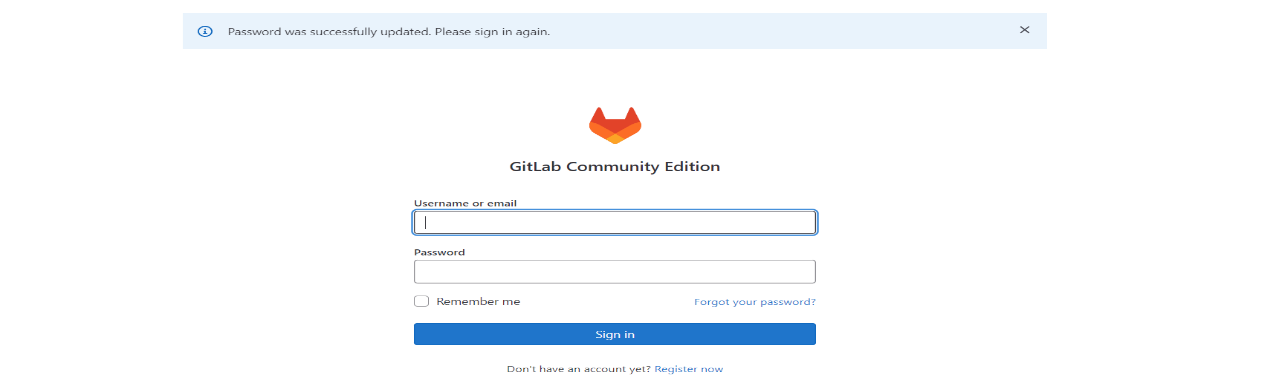 Password was successfully updated. Please sign in again.
GitLab Community Edition
Username or email
Password
Remember me
Forgot your password?
Sign in
Don't have an account yet? Register now